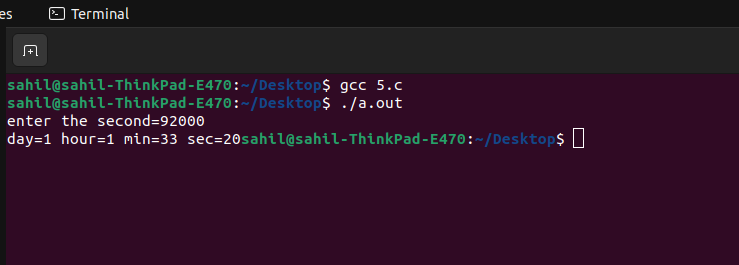 es Terminal
sahil@sahil-ThinkPad-E470:~/Desktop$ gcc 5.c
sahil@sahil-ThinkPad-E470:~/Desktop$ ./a.out
enter the second=92000
day=1 hour=1 min=33 sec=20sahil@sahil-ThinkPad-E470:~/Desktop$